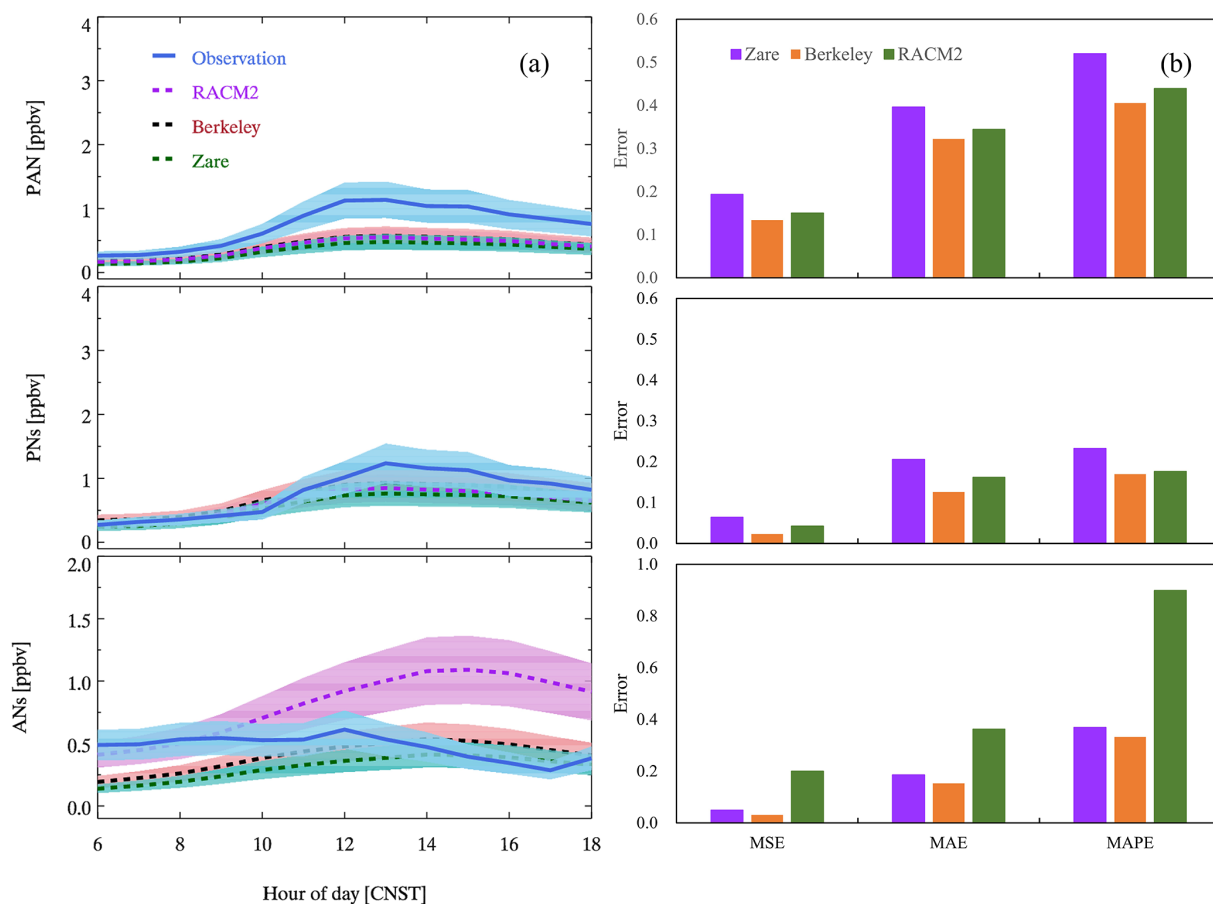 4
3
2
1
0
PAN [ppbv]
Observation
RACM2
Berkeley
Zare
(a)
4
3
2
1
0
PNs [ppbv]
2.0
1.5
1.0
0.5
0.0
ANs [ppbv]
6 8 10 12 14 16 18
Hour of day [CNST]
0.6
0.5
0.4
0.3
0.2
0.1
0.0
Error
Zare Berkeley RACM2
(b)
0.6
0.5
0.4
0.3
0.2
0.1
0.0
Error
1.0
0.8
0.6
0.4
0.2
0.0
Error
MSE MAE MAPE